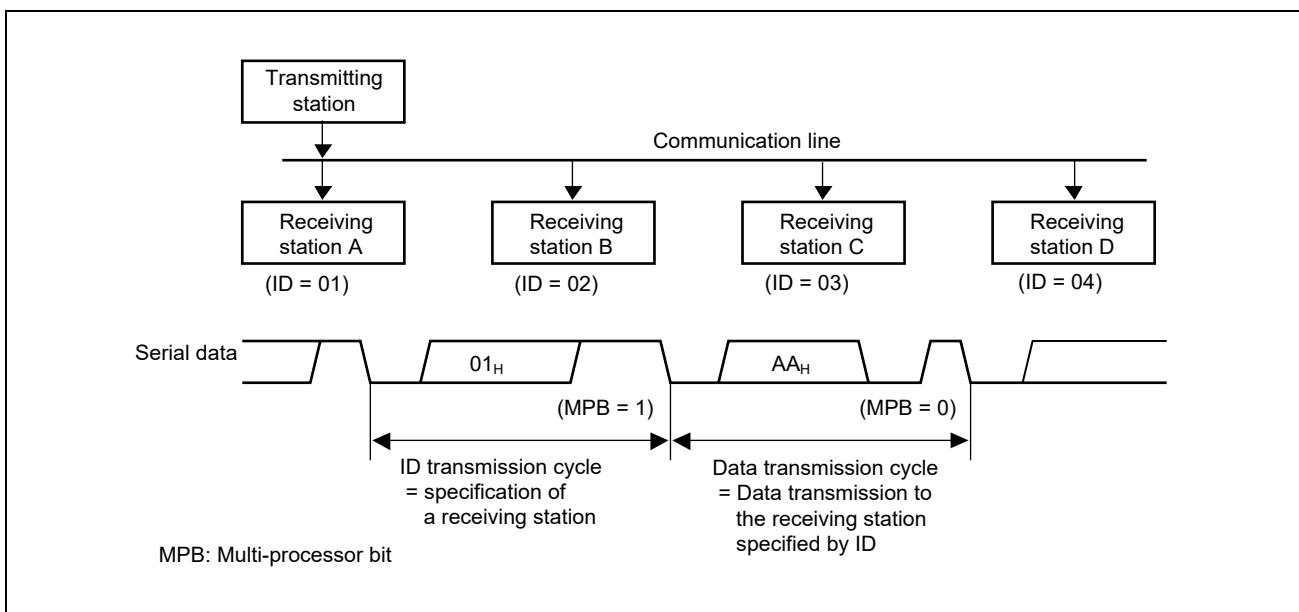 Transmitting
station
Communication line
Receiving
station A
(ID = 01)
Receiving
station B
(ID = 02)
Receiving
station C
(ID = 03)
Receiving
station D
(ID = 04)
Serial data
01H
AAH
(MPB = 1)
(MPB = 0)
ID transmission cycle
= specification of
a receiving station
Data transmission cycle
= Data transmission to
the receiving station
specified by ID
MPB: Multi-processor bit